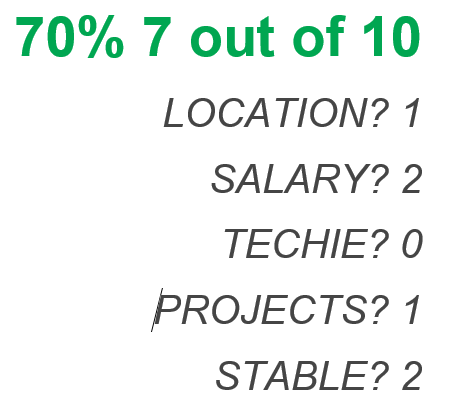 70% 7 out of 10
LOCATION? 1
SALARY? 2
TECHIE? 0
PROJECTS? 1
STABLE? 2